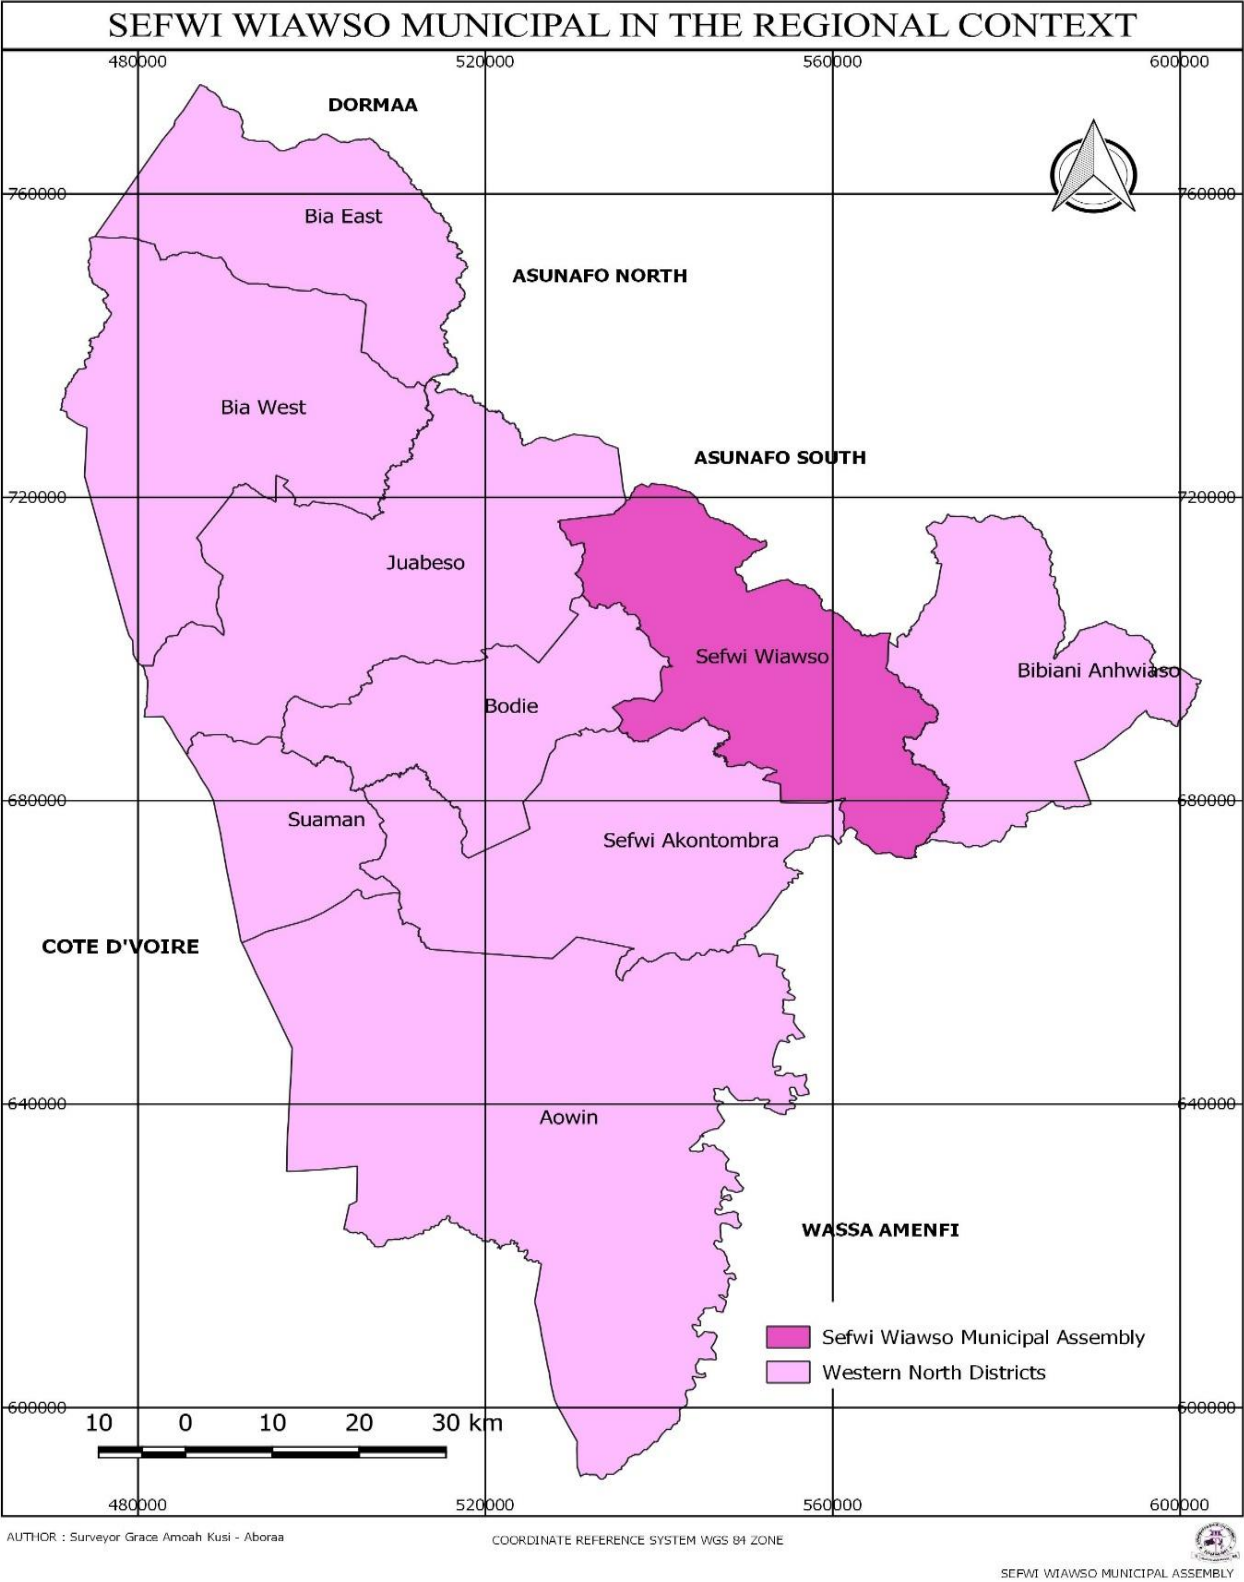 SEFWI WIAWSO MUNICIPAL IN THE REGIONAL CONTEXT
480000 520000 560000 600000
DORMAA
760000 760000
Bia East
ASUNAFO NORTH
Bia West
ASUNAFO SOUTH
720000 720000
Juabeso
Sefwi Wiawso
Bibiani Anhwiaso
Bodie
680000 680000
Suaman
Sefwi Akontombra
COTE D'VOIRE
640000 640000
Aowin
WASSA AMENFI
Sefwi Wiawso Municipal Assembly
Western North Districts
600000 600000
10 0 10 20 30 km
480000 520000 560000 600000
AUTHOR : Surveyor Grace Amoah Kusi - Aboraa
COORDINATE REFERENCE SYSTEM WGS 84 ZONE
SEFWI WIAWSO MUNICIPAL ASSEMBLY